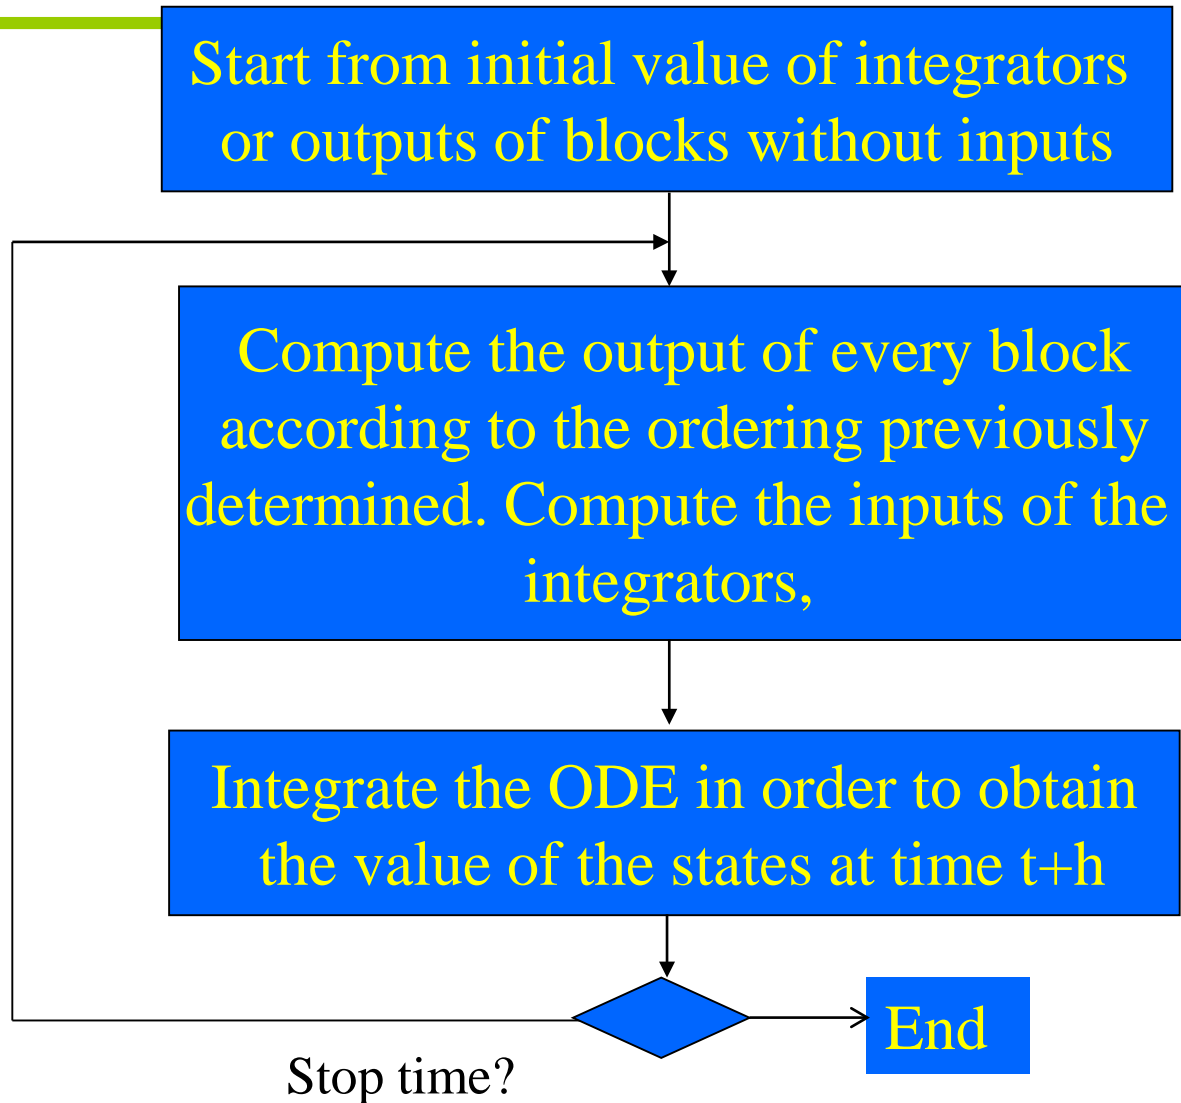 Start from initial value of integrators
or outputs of blocks without inputs
Compute the output of every block
according to the ordering previously
determined. Compute the inputs of the
integrators,
Integrate the ODE in order to obtain
the value of the states at time t+h
End
Stop time?